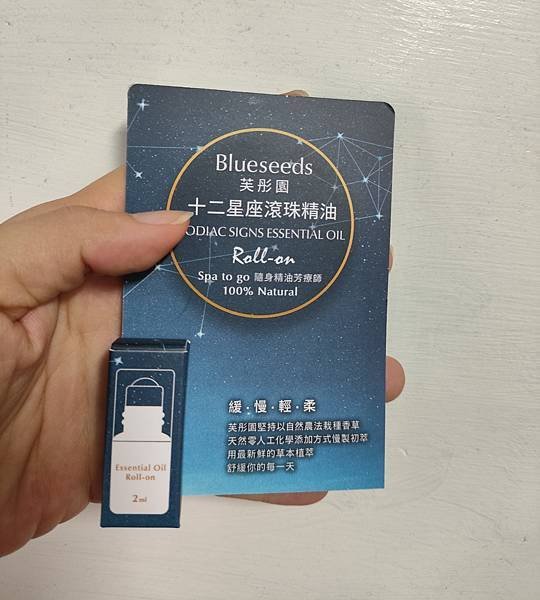 Blueseeds
芙彤園
十二星座滾珠精油
ODIAC SIGNS ESSENTIAL OIL
Roll-on
Spa to go 隨身精油芳療師
100% Natural
緩．慢．輕．柔
芙彤園堅持以自然農法栽種香草
天然零人工化學添加方式慢製初萃
用最新鮮的草本植萃
舒緩你的每一天
Essential Oil
Roll-on
2ml